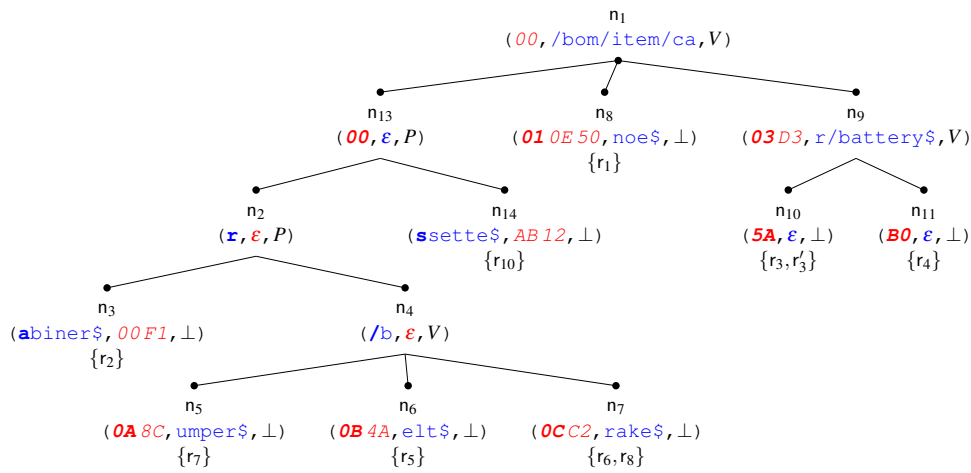 n₁
(00, /bom/item/ca, V)
n₁₃
(00, ε, P)
n₈
(01 0E 50, noe$, ⊥)
{r₁}
n₉
(03 D3, r/battery$, V)
n₂
(r, ε, P)
n₁₄
(ssette$, AB 12, ⊥)
{r₁₀}
n₁₀
(5A, ε, ⊥)
{r₃, r′₃}
n₁₁
(B0, ε, ⊥)
{r₄}
n₃
(abiner$, 00 F1, ⊥)
{r₂}
n₄
(/b, ε, V)
n₅
(0A 8C, umper$, ⊥)
{r₇}
n₆
(0B 4A, elt$, ⊥)
{r₅}
n₇
(0C C2, rake$, ⊥)
{r₆, r₈}